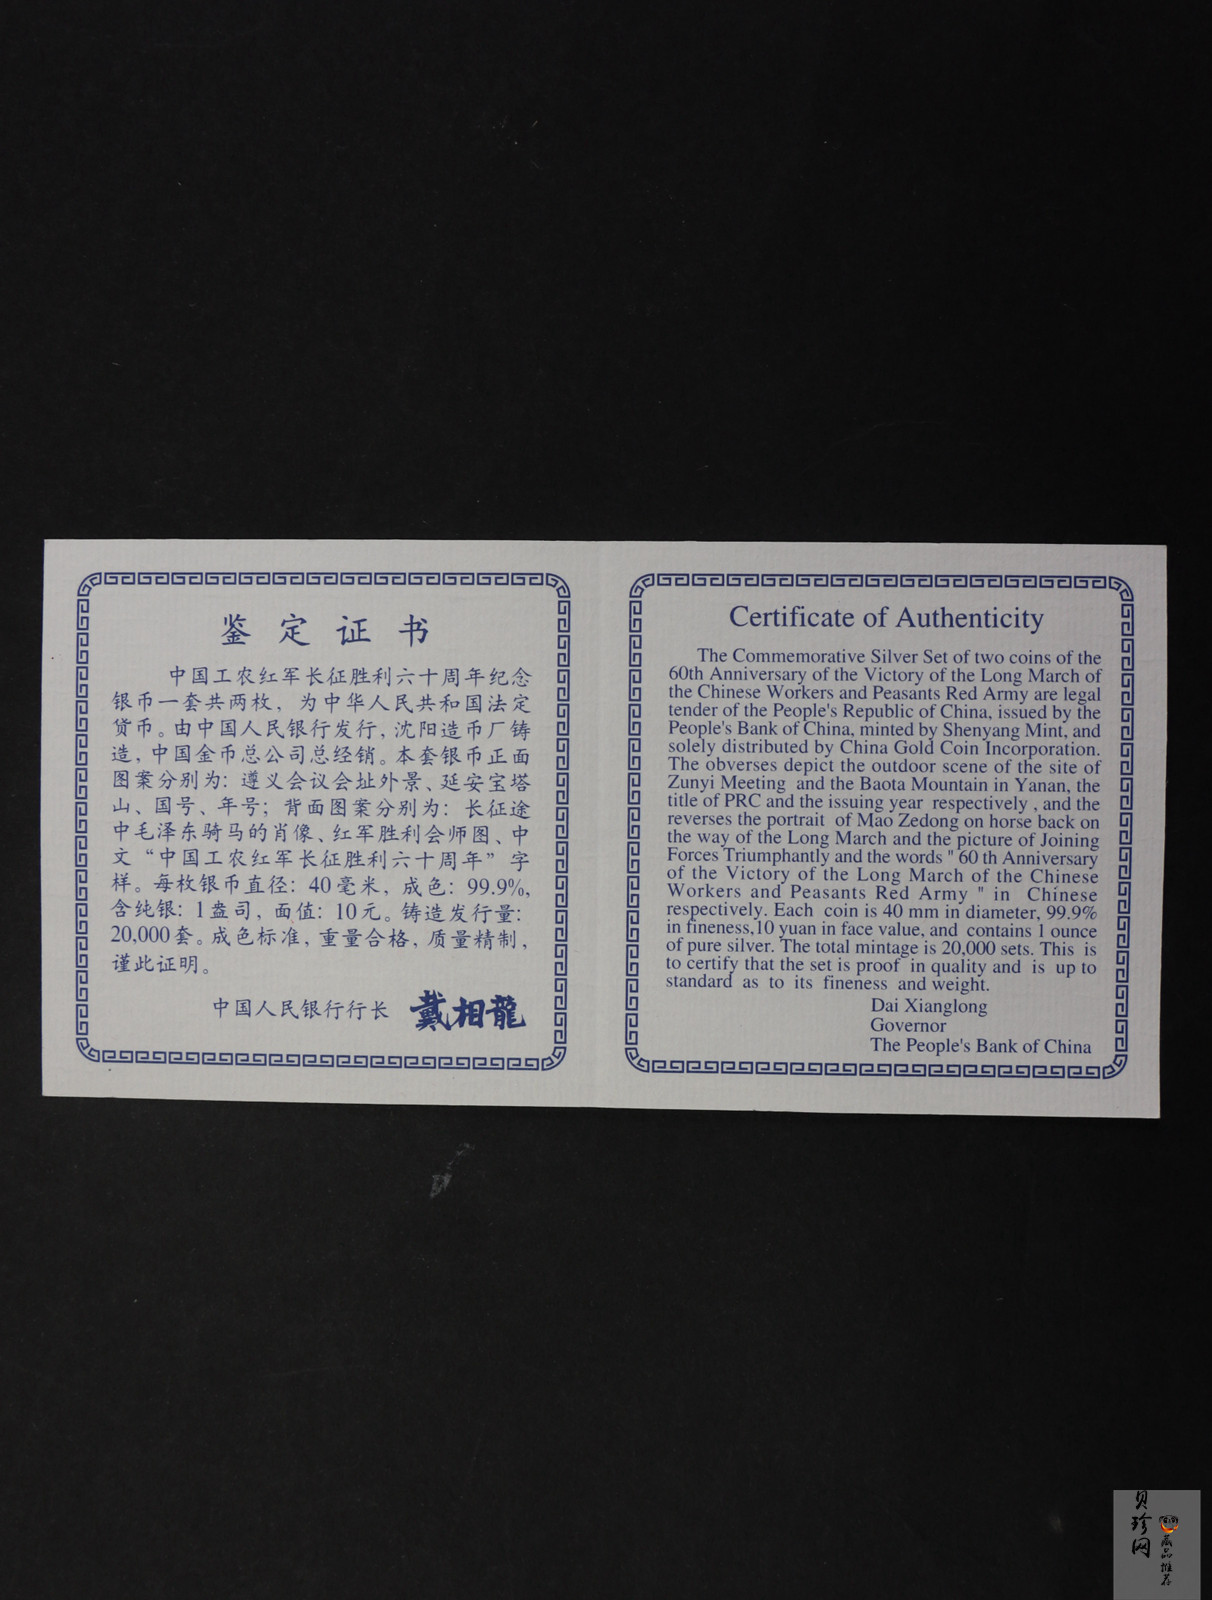 鉴定证书
中国工农红军长征胜利六十周年纪念
银币一套共两枚，为中华人民共和国法定
货币。由中国人民银行发行，沈阳造币厂铸
造，中国金币总公司总经销。本套银币正面
图案分别为：遵义会议会址外景、延安宝塔
山、国号、年号；背面图案分别为：长征途
中毛泽东骑马的肖像、红军胜利会师图、中
文“中国工农红军长征胜利六十周年”字
样。每枚银币直径：40毫米，成色：99.9%，
含纯银：1盎司，面值：10元。铸造发行量：
20,000套。成色标准，重量合格，质量精制，
谨此证明。
中国人民银行行长 戴相龍
Certificate of Authenticity
The Commemorative Silver Set of two coins of the
60th Anniversary of the Victory of the Long March of
the Chinese Workers and Peasants Red Army are legal
tender of the People's Republic of China, issued by the
People's Bank of China, minted by Shenyang Mint, and
solely distributed by China Gold Coin Incorporation.
The obverses depict the outdoor scene of the site of
Zunyi Meeting and the Baota Mountain in Yanan, the
title of PRC and the issuing year respectively , and the
reverses the portrait of Mao Zedong on horse back on
the way of the Long March and the picture of Joining
Forces Triumphantly and the words " 60 th Anniversary
of the Victory of the Long March of the Chinese
Workers and Peasants Red Army " in Chinese
respectively. Each coin is 40 mm in diameter, 99.9%
in fineness,10 yuan in face value, and contains 1 ounce
of pure silver. The total mintage is 20,000 sets. This is
to certify that the set is proof in quality and is up to
standard as to its fineness and weight.
Dai Xianglong
Governor
The People's Bank of China
贝珍网
藏品推荐